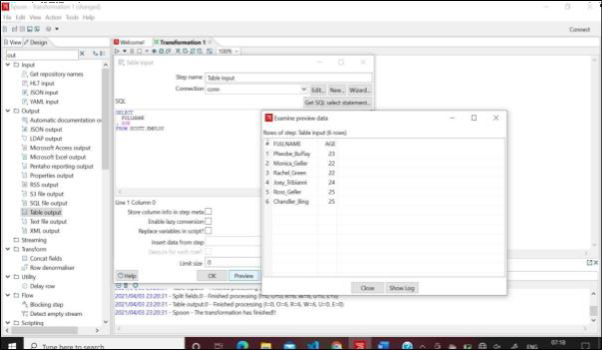 Spoon - Transformation 1 (changed)
File Edit View Action Tools Help
Connect
View Design
Welcome! Transformation 1
out
100%
Input
Get repository names
HL7 input
JSON input
YAML input
Output
Automatic documentation o
JSON output
LDAP output
Microsoft Access output
Microsoft Excel output
Pentaho reporting output
Properties output
RSS output
S3 file output
SQL file output
Table output
Text file output
XML output
Streaming
Transform
Concat fields
Row denormaliser
Utility
Delay row
Flow
Blocking step
Detect empty stream
Scripting
Table input
Step name Table input
Connection
Edit... New... Wizard...
SQL
Get SQL select statement...
SELECT
FULLNAME
, AGE
FROM SCOTT.
Line 1 Column 0
Store column info in step meta
Enable lazy conversion
Replace variables in script?
Insert data from step
Execute for each row?
Limit size 0
Help OK Preview
Examine preview data
Rows of step: Table input (6 rows)
# FULLNAME AGE
1 Pheobe_Buffay 23
2 Monica_Geller 22
3 Rachel_Green 22
4 Joey_Tribianni 24
5 Ross_Geller 25
6 Chandler_Bing 25
Close Show Log
2021/04/03 23:20:31 - Split fields.0 - Finished processing (I=0, O=0, R=6, W=6, U=0, E=0)
2021/04/03 23:20:31 - Table output.0 - Finished processing (I=0, O=6, R=6, W=6, U=0, E=0)
2021/04/03 23:20:31 - Spoon - The transformation has finished!!
Type here to search
07:18